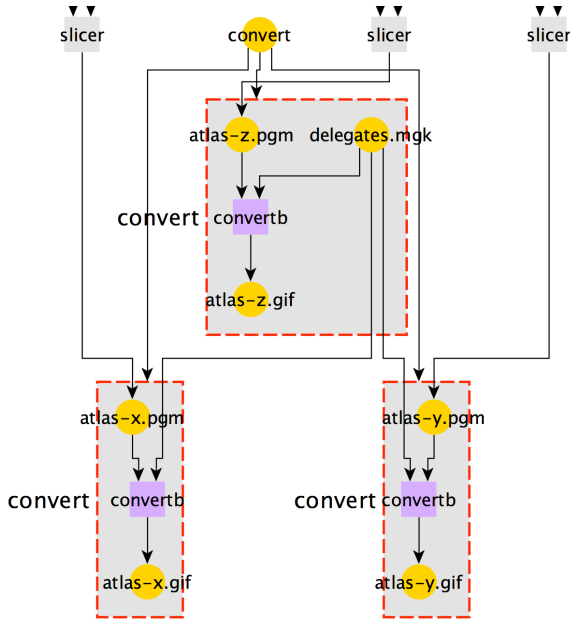 slicer
convert
slicer
slicer
atlas-z.pgm
delegates.mgk
convert
convertb
atlas-z.gif
atlas-x.pgm
atlas-y.pgm
convert
convertb
convert
convertb
atlas-x.gif
atlas-y.gif